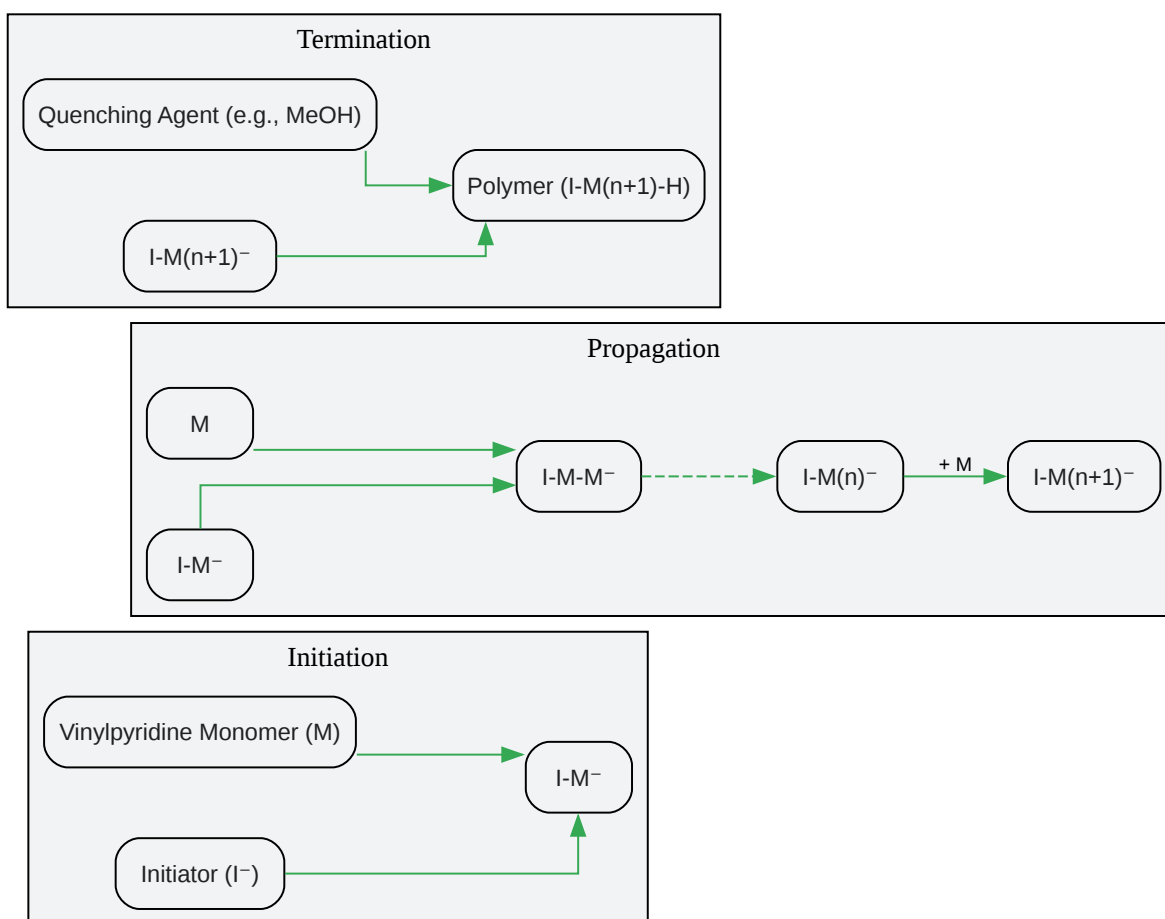 Termination
Quenching Agent (e.g., MeOH)
Polymer (I-M(n+1)-H)
I-M(n+1)⁻
Propagation
M
I-M-M⁻
I-M(n)⁻
+ M
I-M(n+1)⁻
I-M⁻
Initiation
Vinylpyridine Monomer (M)
I-M⁻
Initiator (I⁻)